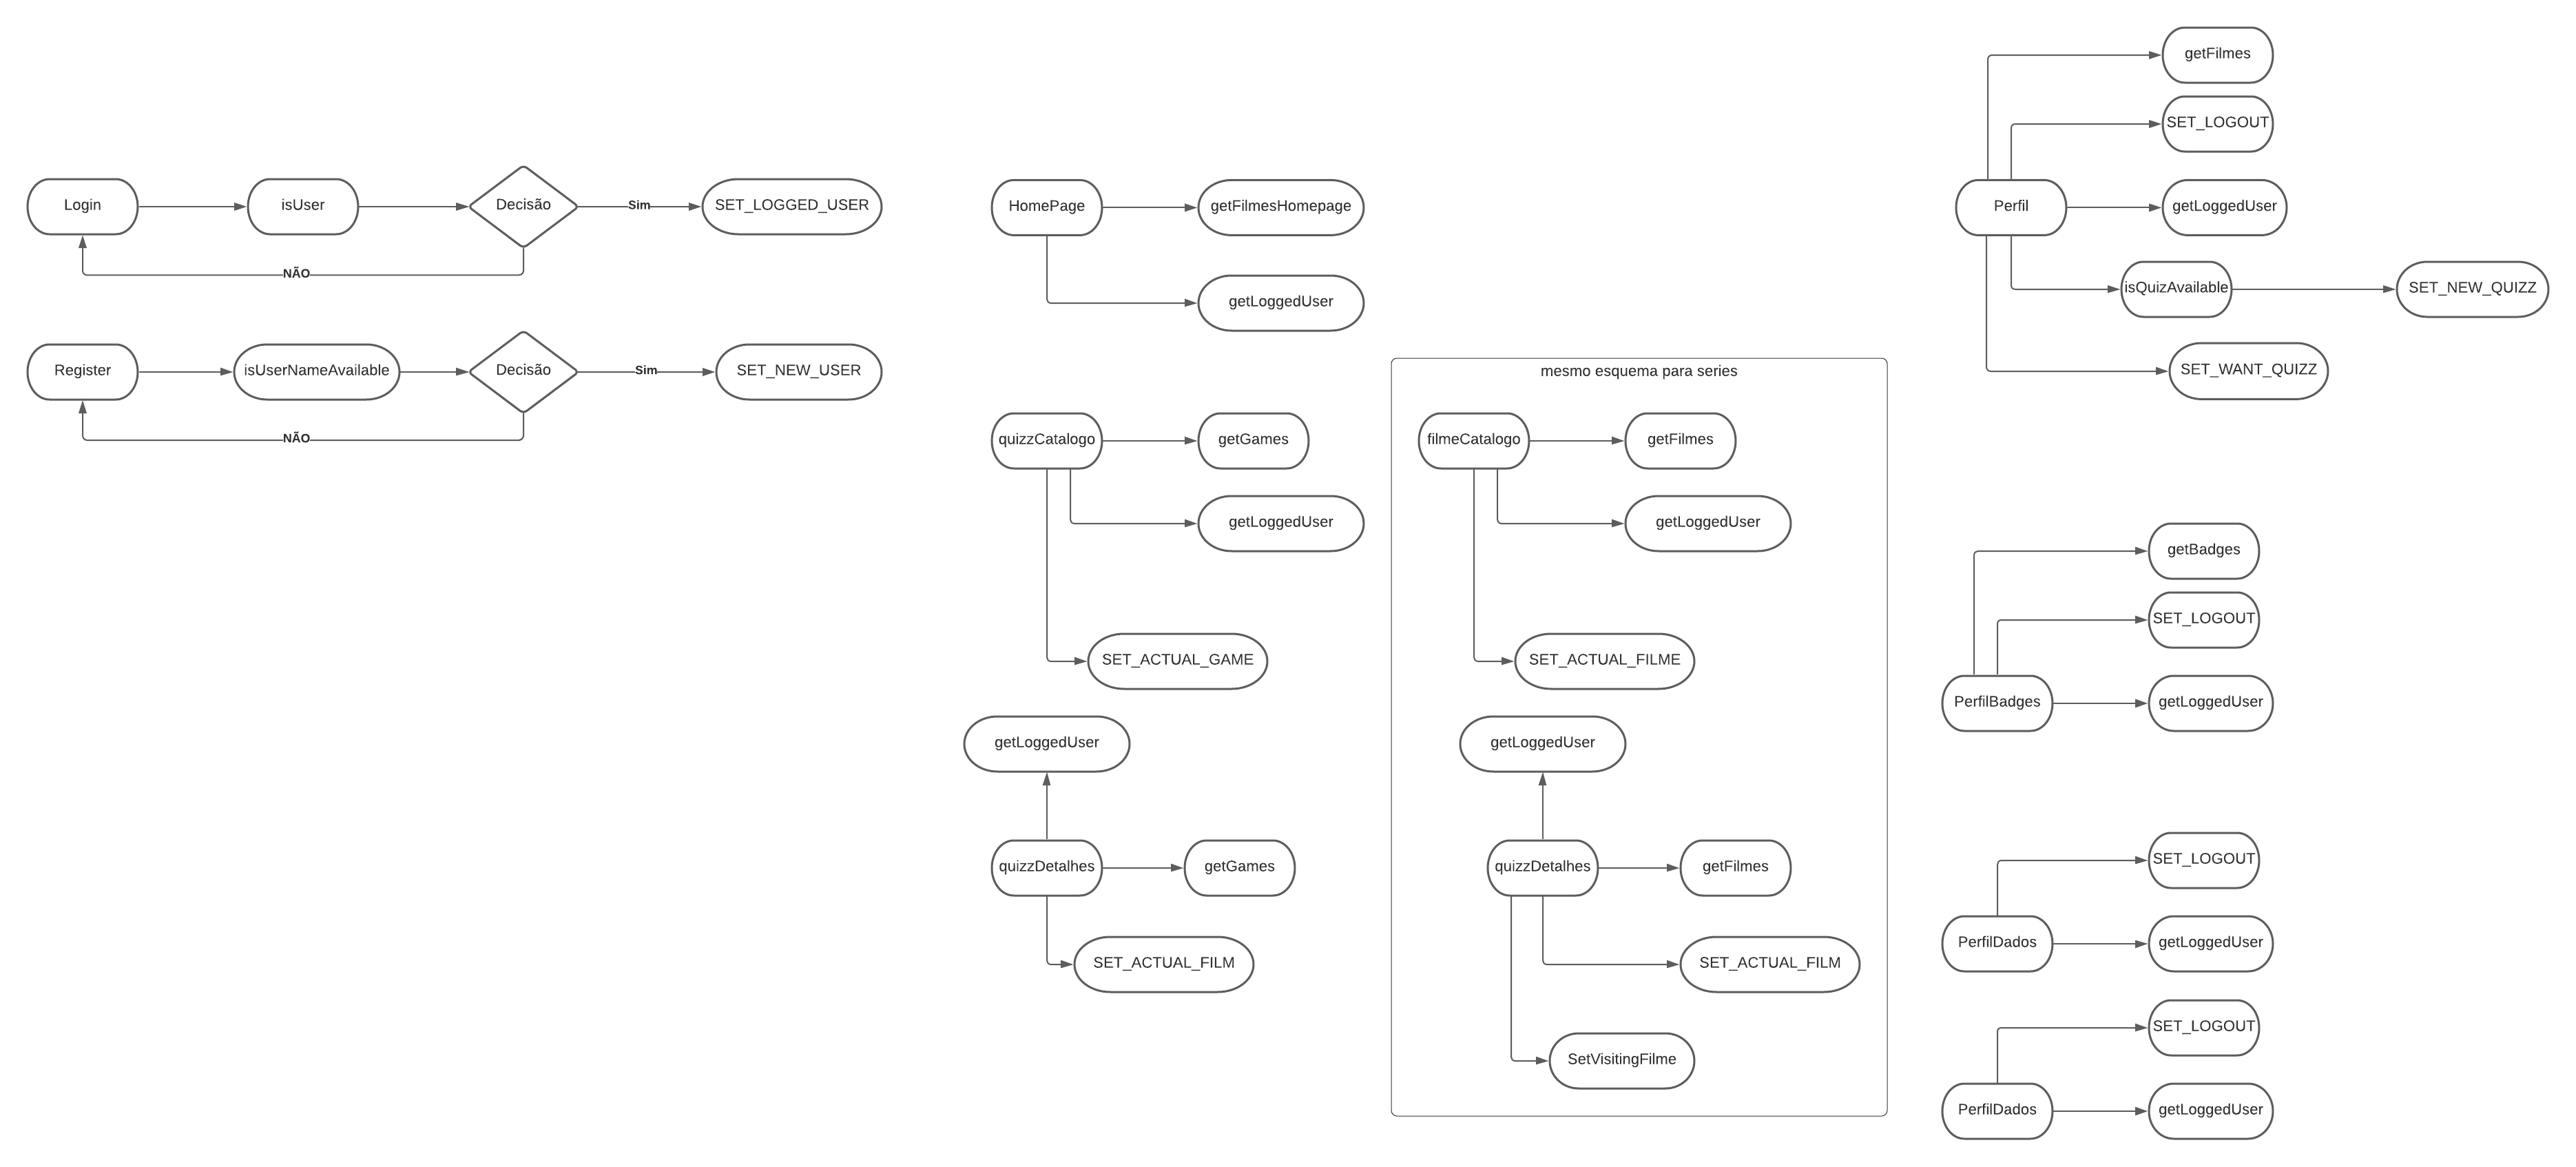 Login
isUser
Decisão
Sim
SET_LOGGED_USER
NÃO
Register
isUserNameAvailable
Decisão
Sim
SET_NEW_USER
NÃO
HomePage
getFilmesHomepage
getLoggedUser
quizzCatalogo
getGames
getLoggedUser
SET_ACTUAL_GAME
getLoggedUser
quizzDetalhes
getGames
SET_ACTUAL_FILM
mesmo esquema para series
filmeCatalogo
getFilmes
getLoggedUser
SET_ACTUAL_FILME
getLoggedUser
quizzDetalhes
getFilmes
SET_ACTUAL_FILM
SetVisitingFilme
getFilmes
SET_LOGOUT
Perfil
getLoggedUser
isQuizAvailable
SET_NEW_QUIZZ
SET_WANT_QUIZZ
getBadges
SET_LOGOUT
PerfilBadges
getLoggedUser
SET_LOGOUT
PerfilDados
getLoggedUser
SET_LOGOUT
PerfilDados
getLoggedUser